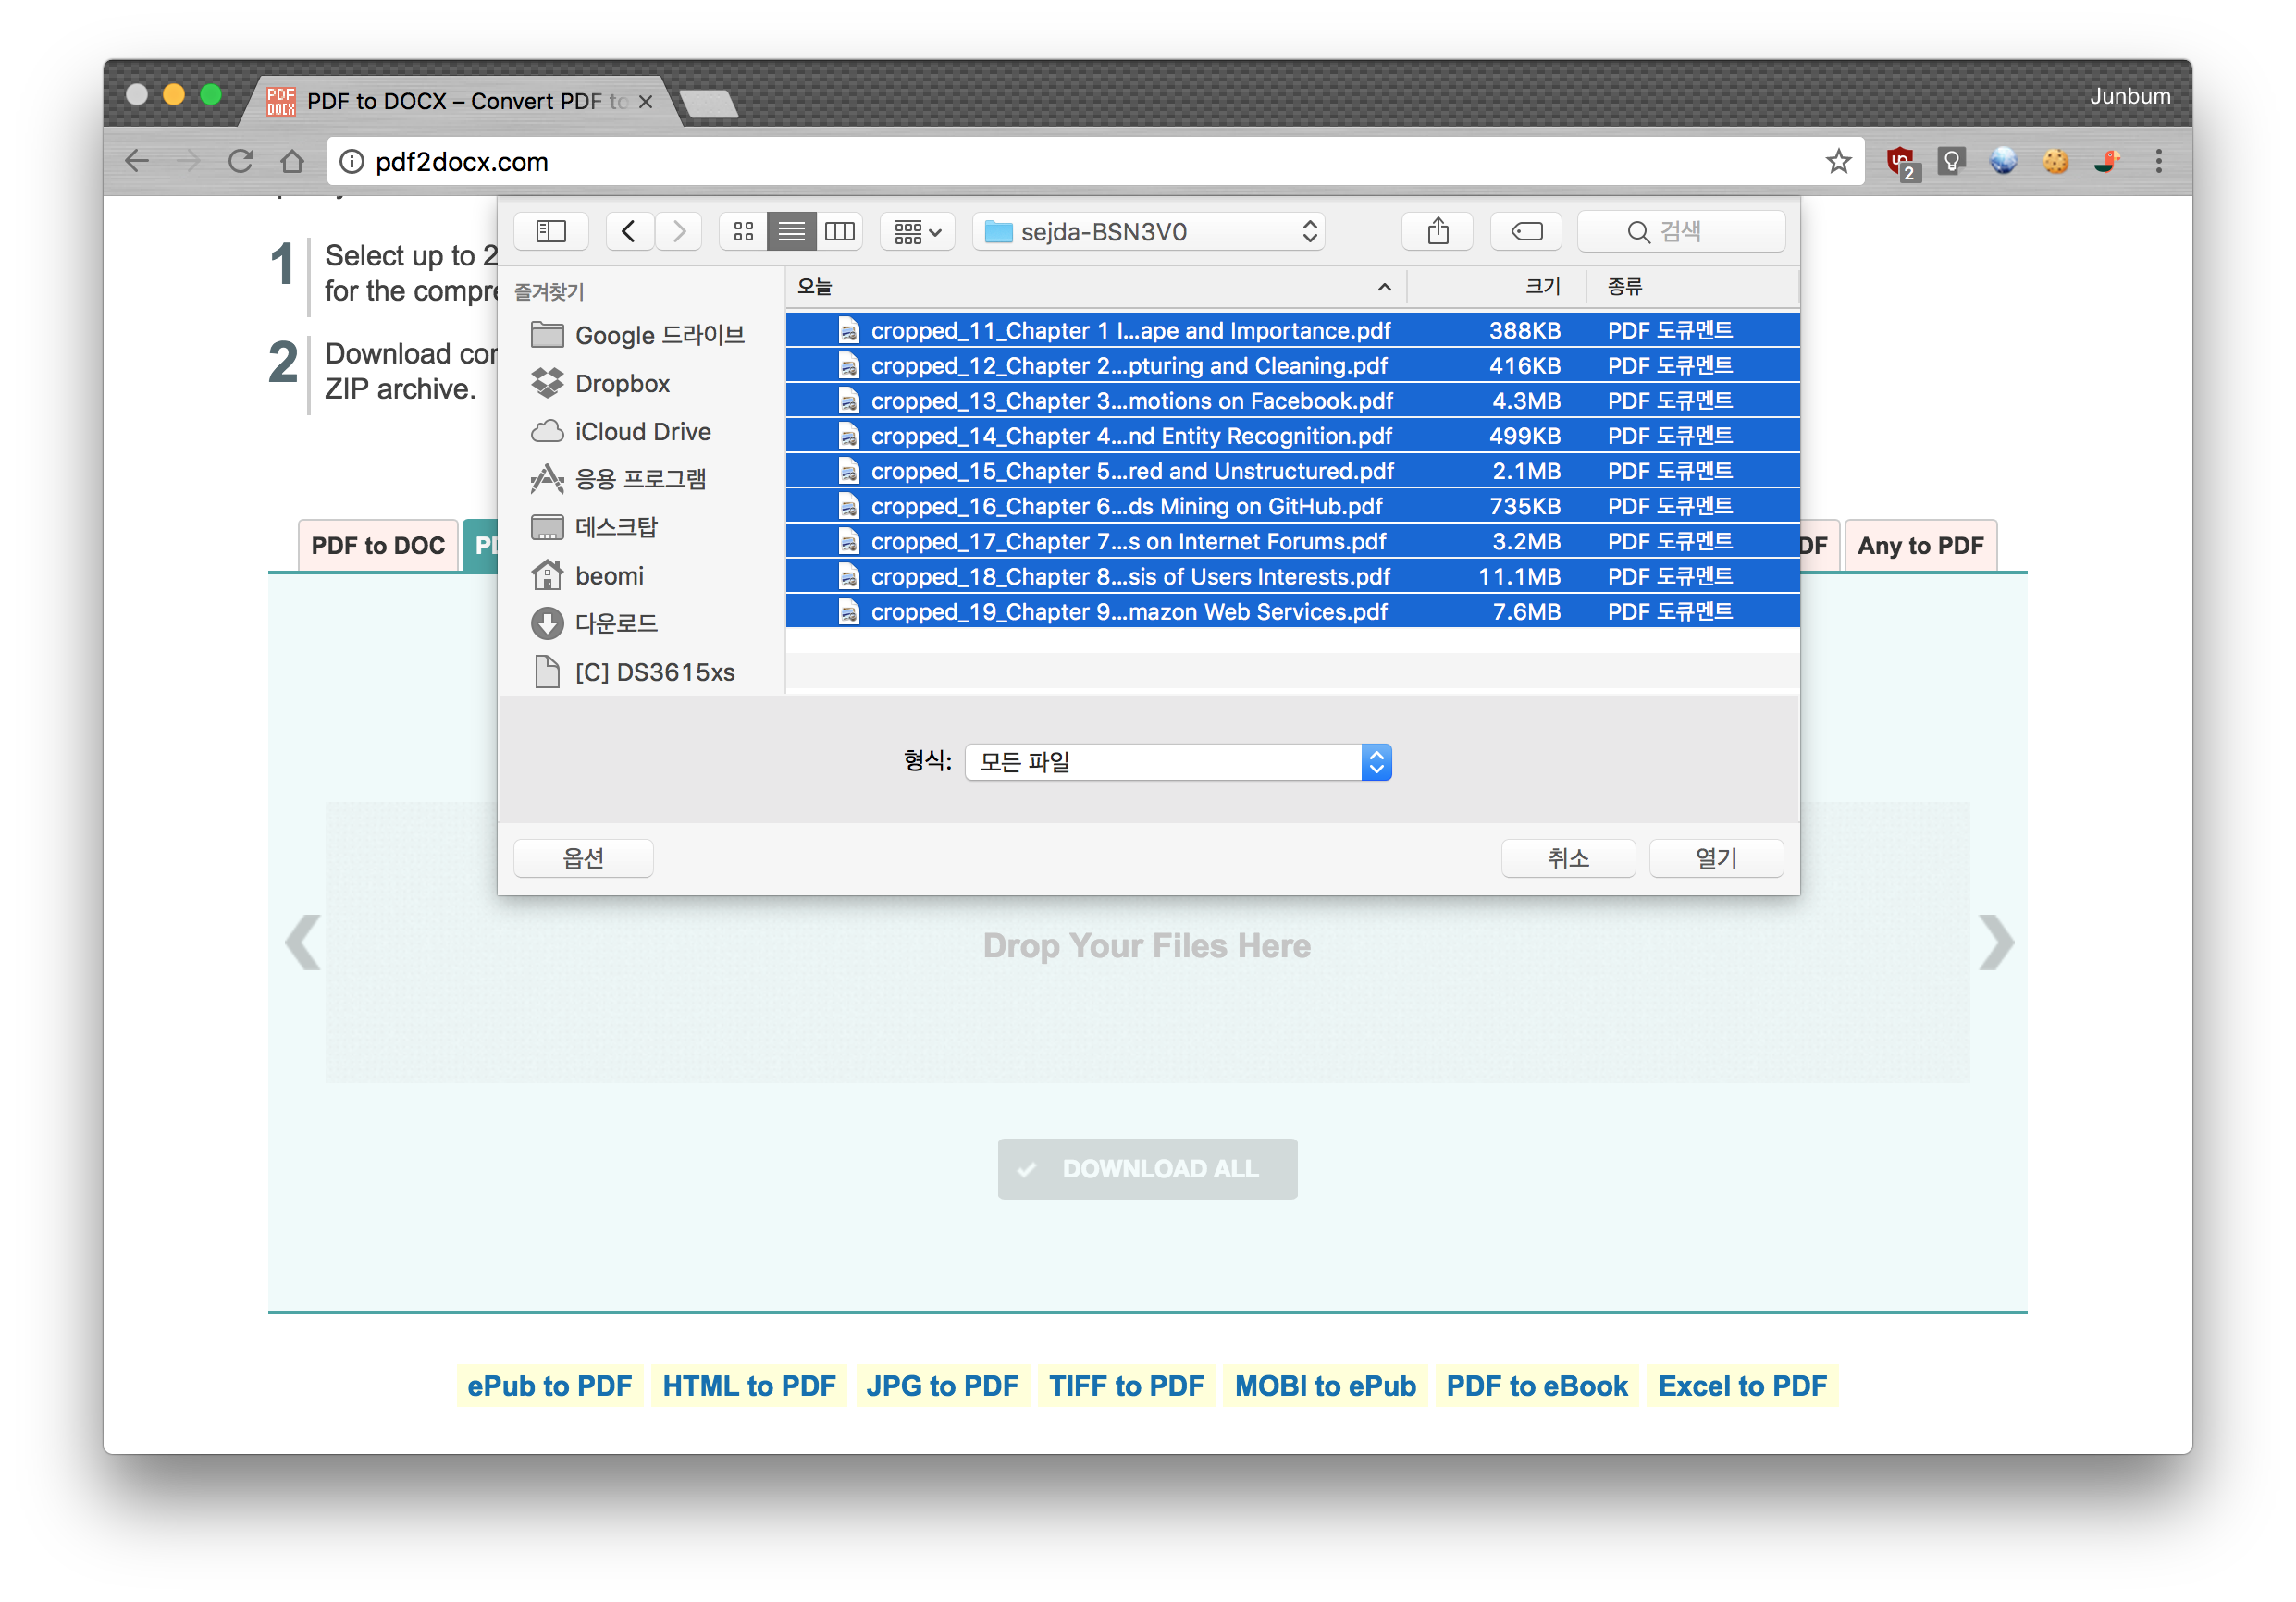 PDF to DOCX – Convert PDF to
Junbum
pdf2docx.com
2
1
Select up to 2
for the compre
2
Download cor
ZIP archive.
sejda-BSN3V0
검색
즐겨찾기
Google 드라이브
Dropbox
iCloud Drive
응용 프로그램
데스크탑
beomi
다운로드
[C] DS3615xs
오늘 크기 종류
cropped_11_Chapter 1 I...ape and Importance.pdf 388KB PDF 도큐멘트
cropped_12_Chapter 2...pturing and Cleaning.pdf 416KB PDF 도큐멘트
cropped_13_Chapter 3...motions on Facebook.pdf 4.3MB PDF 도큐멘트
cropped_14_Chapter 4...nd Entity Recognition.pdf 499KB PDF 도큐멘트
cropped_15_Chapter 5...red and Unstructured.pdf 2.1MB PDF 도큐멘트
cropped_16_Chapter 6...ds Mining on GitHub.pdf 735KB PDF 도큐멘트
cropped_17_Chapter 7...s on Internet Forums.pdf 3.2MB PDF 도큐멘트
cropped_18_Chapter 8...sis of Users Interests.pdf 11.1MB PDF 도큐멘트
cropped_19_Chapter 9...mazon Web Services.pdf 7.6MB PDF 도큐멘트
형식: 모든 파일
옵션 취소 열기
PDF to DOC PD DF Any to PDF
Drop Your Files Here
DOWNLOAD ALL
ePub to PDF HTML to PDF JPG to PDF TIFF to PDF MOBI to ePub PDF to eBook Excel to PDF